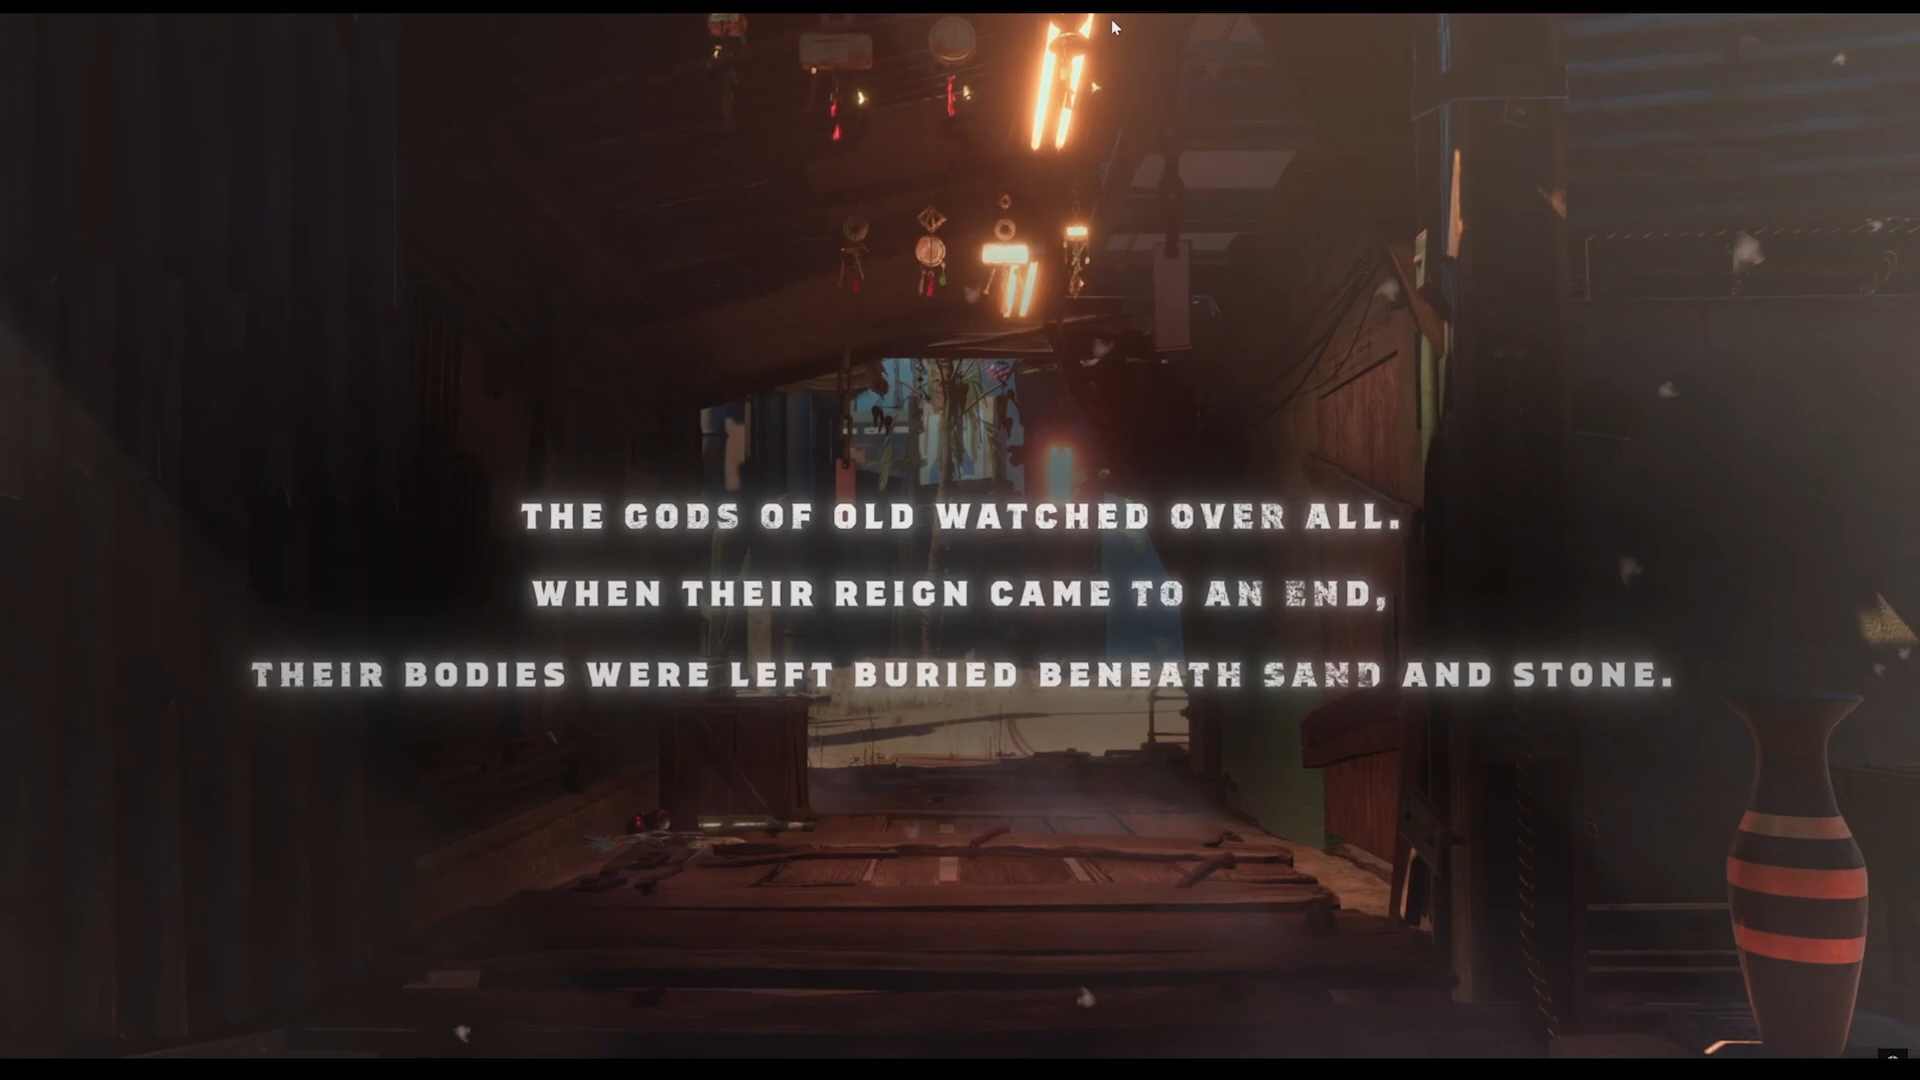 THE GODS OF OLD WATCHED OVER ALL.
WHEN THEIR REIGN CAME TO AN END,
THEIR BODIES WERE LEFT BURIED BENEATH SAND AND STONE.